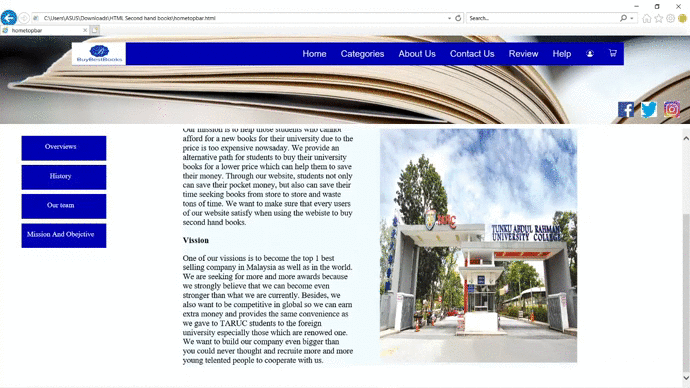 C:\Users\ASUS\Downloads\HTML Second hand books\hometopbar.html
Search...
hometopbar
B
BuyBestBooks
Home Categories About Us Contact Us Review Help
Overviews
History
Our team
Mission And Obejctive
Our mission is to help those students who cannot
afford for a new books for their university due to the
price is too expensive nowsaday. We provide an
alternative path for students to buy their university
books for a lower price which can help them to save
their money. Through our website, students not only
can save their pocket money, but also can save their
time seeking books from store to store and waste
tons of time. We want to make sure that every users
of our website satisfy when using the webiste to buy
second hand books.
Vission
One of our vissions is to become the top 1 best
selling company in Malaysia as well as in the world.
We are seeking for more and more awards because
we strongly believe that we can become even
stronger than what we are currently. Besides, we
also want to be competitive in global so we can earn
extra money and provides the same convenience as
we gave to TARUC students to the foreign
university especially those which are renowned one.
We want to build our company even bigger than
you could never thought and recruite more and more
young telented people to cooperate with us.
TUNKU ABDUL RAHMAN
UNIVERSITY COLLEGE